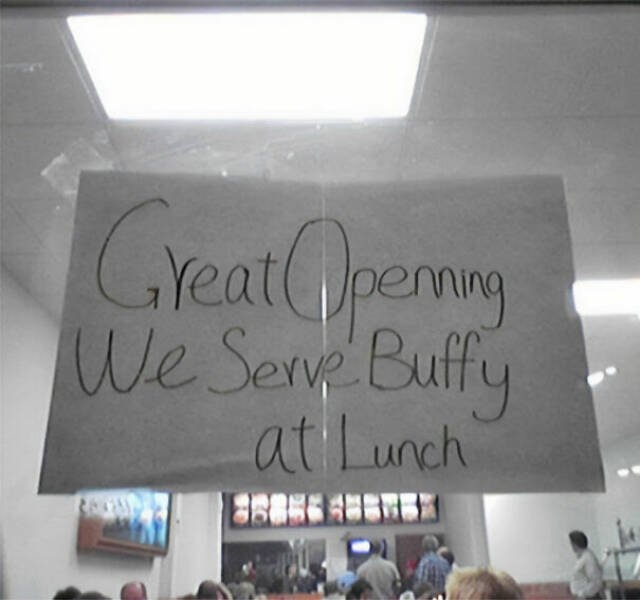 Great Openning
We Serve Buffy
at Lunch